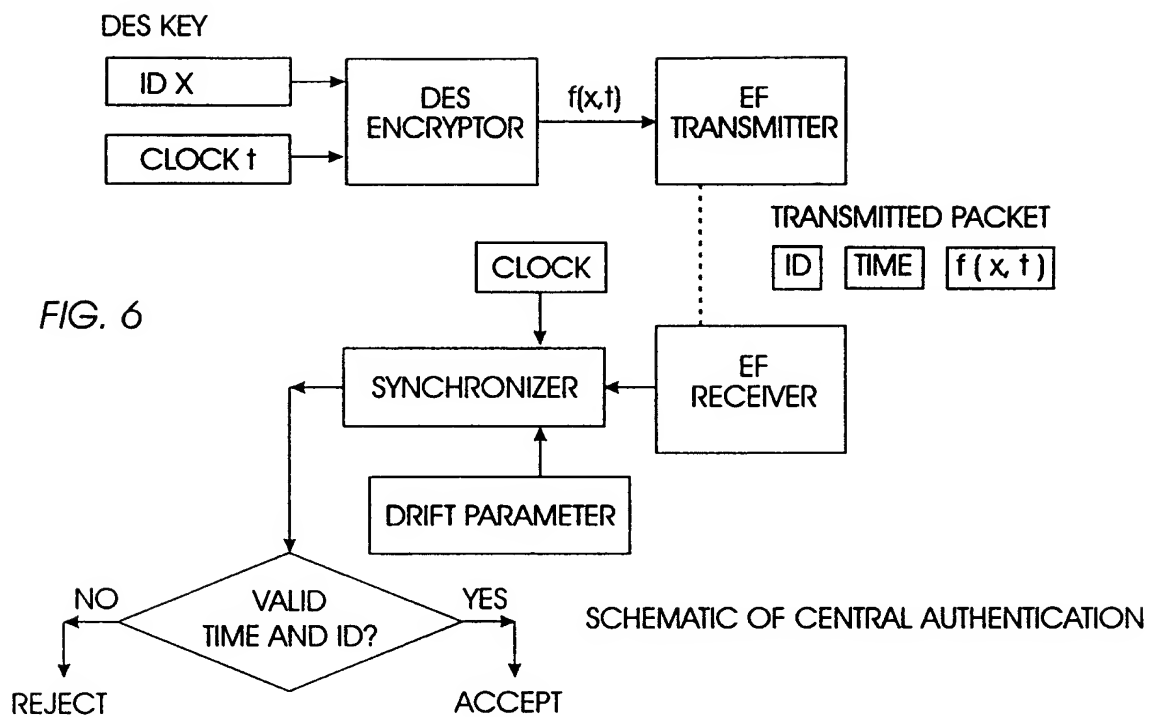 DES KEY
ID X
CLOCK t
DES
ENCRYPTOR
f(x,t)
EF
TRANSMITTER
TRANSMITTED PACKET
ID TIME f ( x, t )
CLOCK
FIG. 6
SYNCHRONIZER
EF
RECEIVER
DRIFT PARAMETER
NO
VALID
TIME AND ID?
YES
SCHEMATIC OF CENTRAL AUTHENTICATION
REJECT
ACCEPT